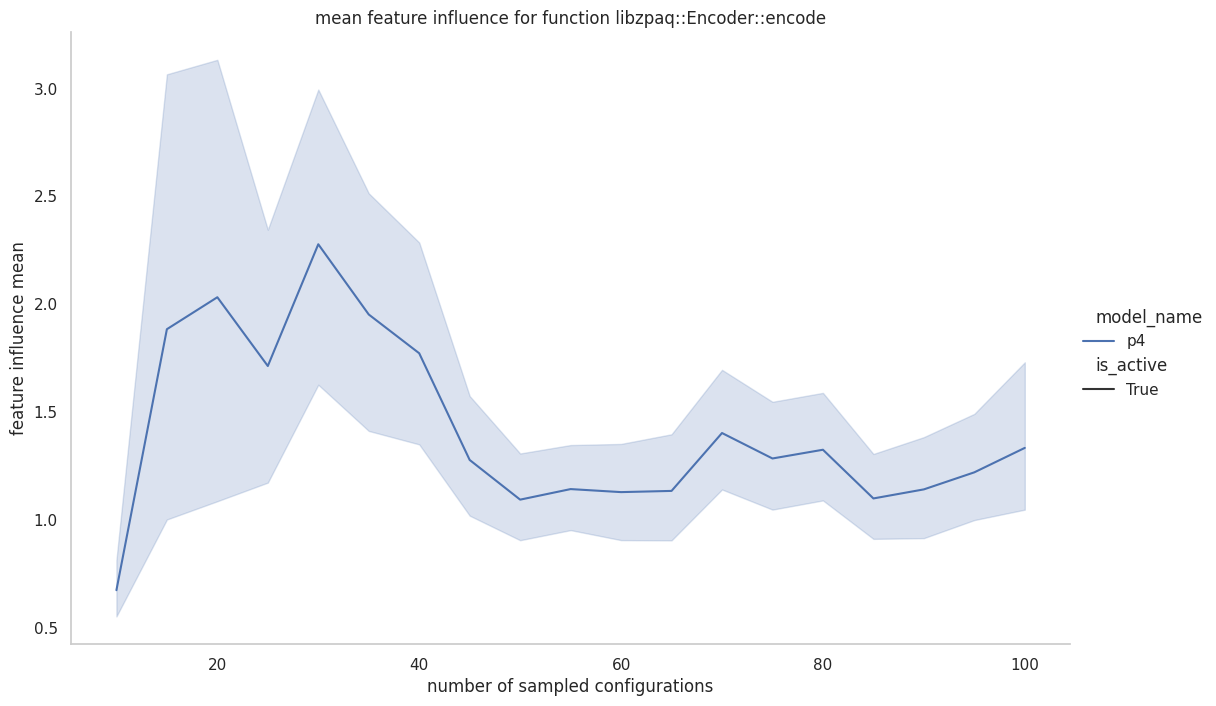 mean feature influence for function libzpaq::Encoder::encode
feature influence mean
3.0
2.5
2.0
1.5
1.0
0.5
20 40 60 80 100
number of sampled configurations
model_name
p4
is_active
True